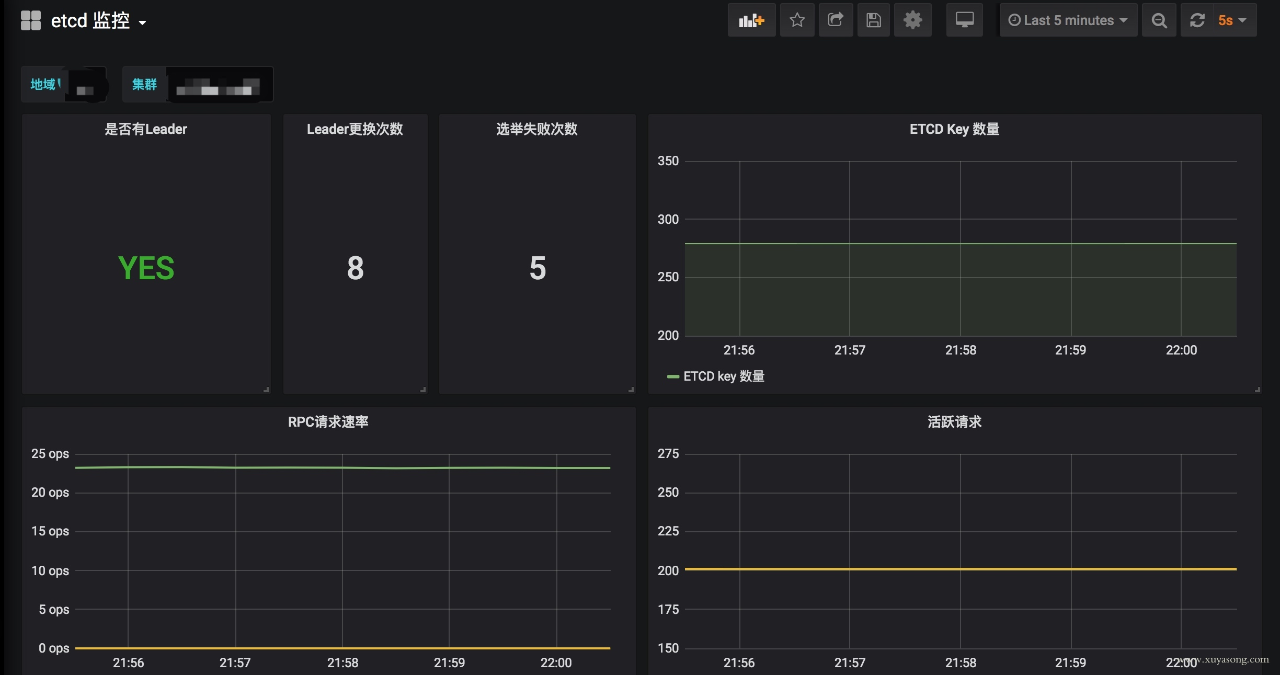 etcd 监控
Last 5 minutes
5s
地域
集群
是否有Leader
YES
Leader更换次数
8
选举失败次数
5
ETCD Key 数量
350
300
250
200
21:56 21:57 21:58 21:59 22:00
ETCD key 数量
RPC请求速率
25 ops
20 ops
15 ops
10 ops
5 ops
0 ops
21:56 21:57 21:58 21:59 22:00
活跃请求
275
250
225
200
175
150
21:56 21:57 21:58 21:59 22:00
www.xuyasong.com